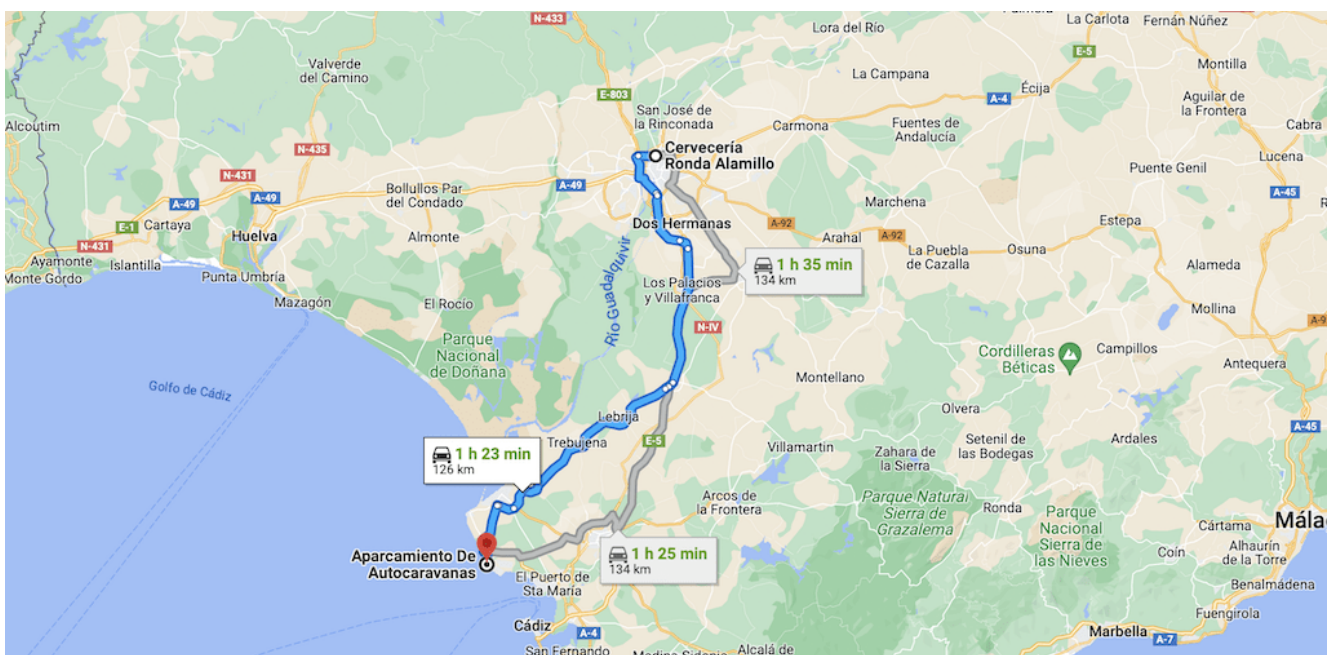 N-433
Palmera
La Carlota
Fernán Núñez
Lora del Río
E-5
Montilla
Valverde
del Camino
La Campana
Écija
E-803
A-4
Aguilar de
la Frontera
San José de
la Rinconada
Alcoutim
Carmona
Fuentes de
Andalucía
Cabra
N-435
Cervecería
Ronda Alamillo
Lucena
N-431
Puente Genil
A-49
Bollullos Par
del Condado
A-45
A-49
A-49
Marchena
Cartaya
E-1
Dos Hermanas
A-92
Estepa
Huelva
Almonte
Arahal
A-92
La Puebla
de Cazalla
Osuna
N-431
Ayamonte
Islantilla
Alameda
Monte Gordo
Punta Umbría
1 h 35 min
134 km
Los Palacios
y Villafranca
Mazagón
El Rocío
Río Guadalquivir
Mollina
N-IV
Parque
Nacional
de Doñana
Cordilleras
Béticas
Campillos
Antequera
Golfo de Cádiz
Montellano
Olvera
Lebrija
Ardales
A-45
Trebujena
E-5
Villamartin
Setenil de
las Bodegas
1 h 23 min
126 km
Zahara de
la Sierra
Arcos de
la Frontera
Parque Natural
Sierra de
Grazalema
Ronda
Parque
Nacional
Sierra de
las Nieves
Cártama
Mála
Aparcamiento De
Autocaravanas
1 h 25 min
134 km
Coín
Alhaurín
de la Torre
El Puerto de
Sta María
Benalmádena
Fuengirola
Cádiz
A-4
Marbella
A-7
San Fernando
Medina Sidonia
Alcalá de